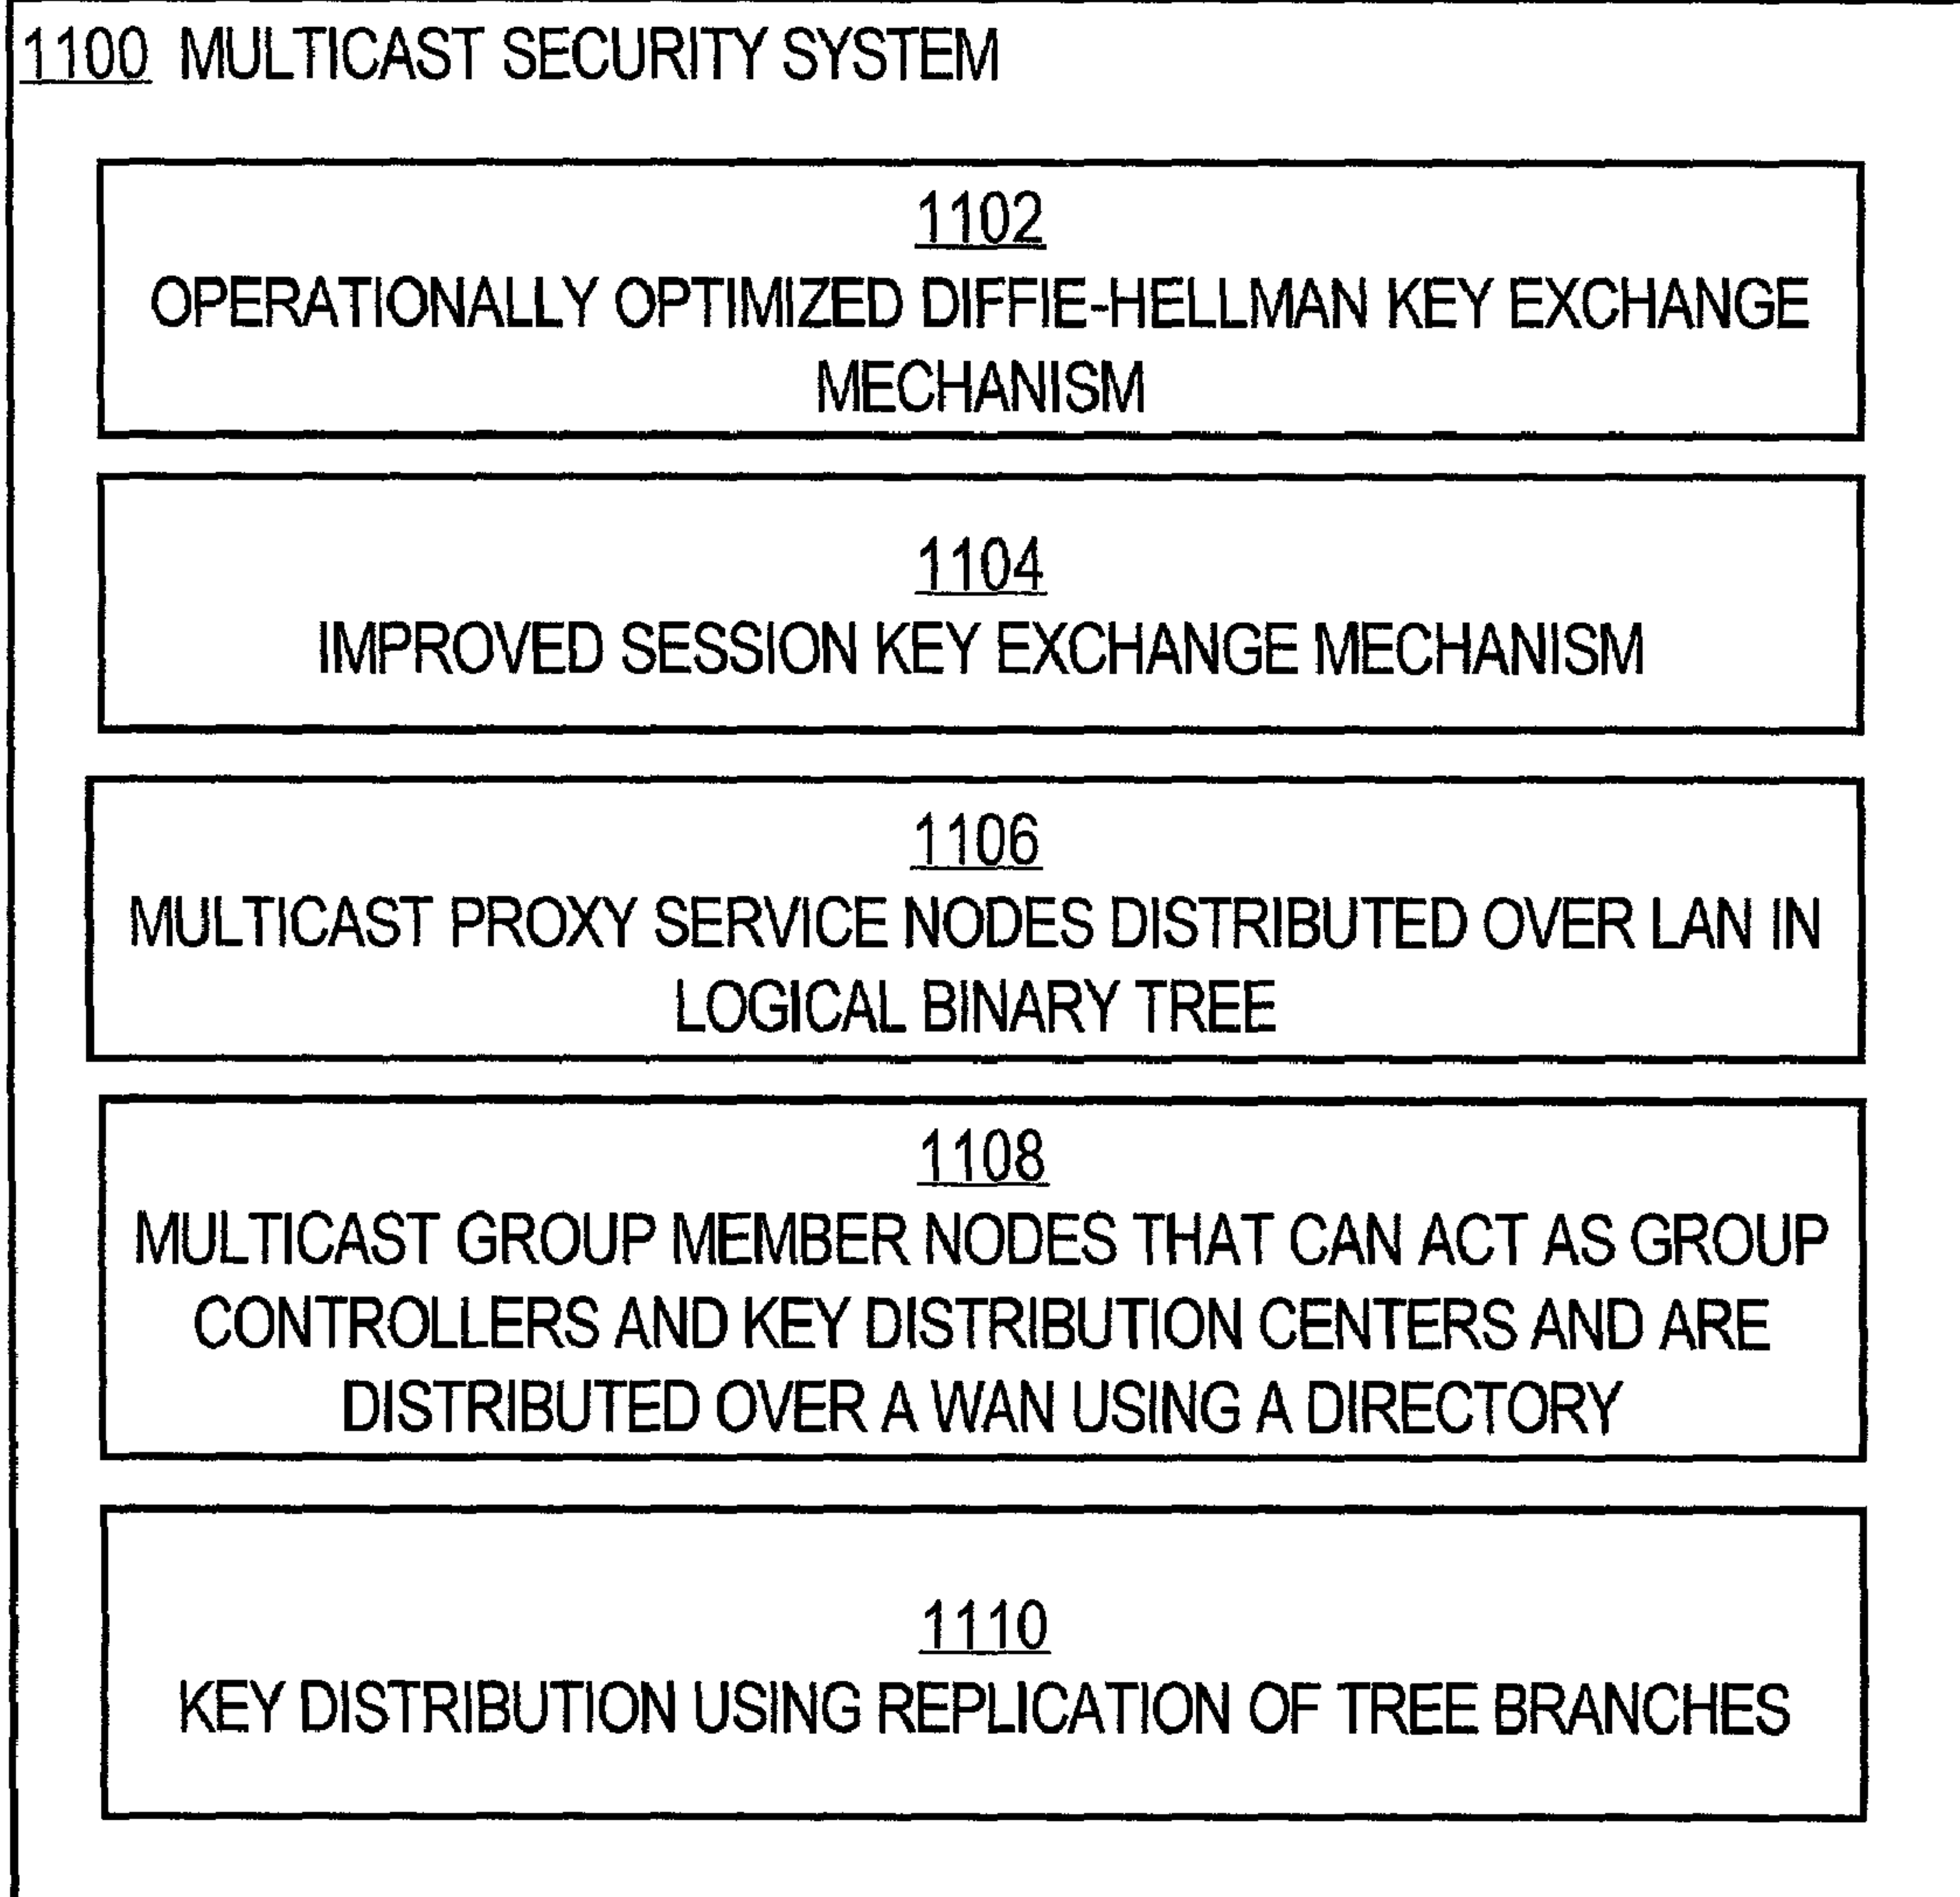 1100 MULTICAST SECURITY SYSTEM
1102
OPERATIONALLY OPTIMIZED DIFFIE-HELLMAN KEY EXCHANGE
MECHANISM
1104
IMPROVED SESSION KEY EXCHANGE MECHANISM
1106
MULTICAST PROXY SERVICE NODES DISTRIBUTED OVER LAN IN
LOGICAL BINARY TREE
1108
MULTICAST GROUP MEMBER NODES THAT CAN ACT AS GROUP
CONTROLLERS AND KEY DISTRIBUTION CENTERS AND ARE
DISTRIBUTED OVER A WAN USING A DIRECTORY
1110
KEY DISTRIBUTION USING REPLICATION OF TREE BRANCHES